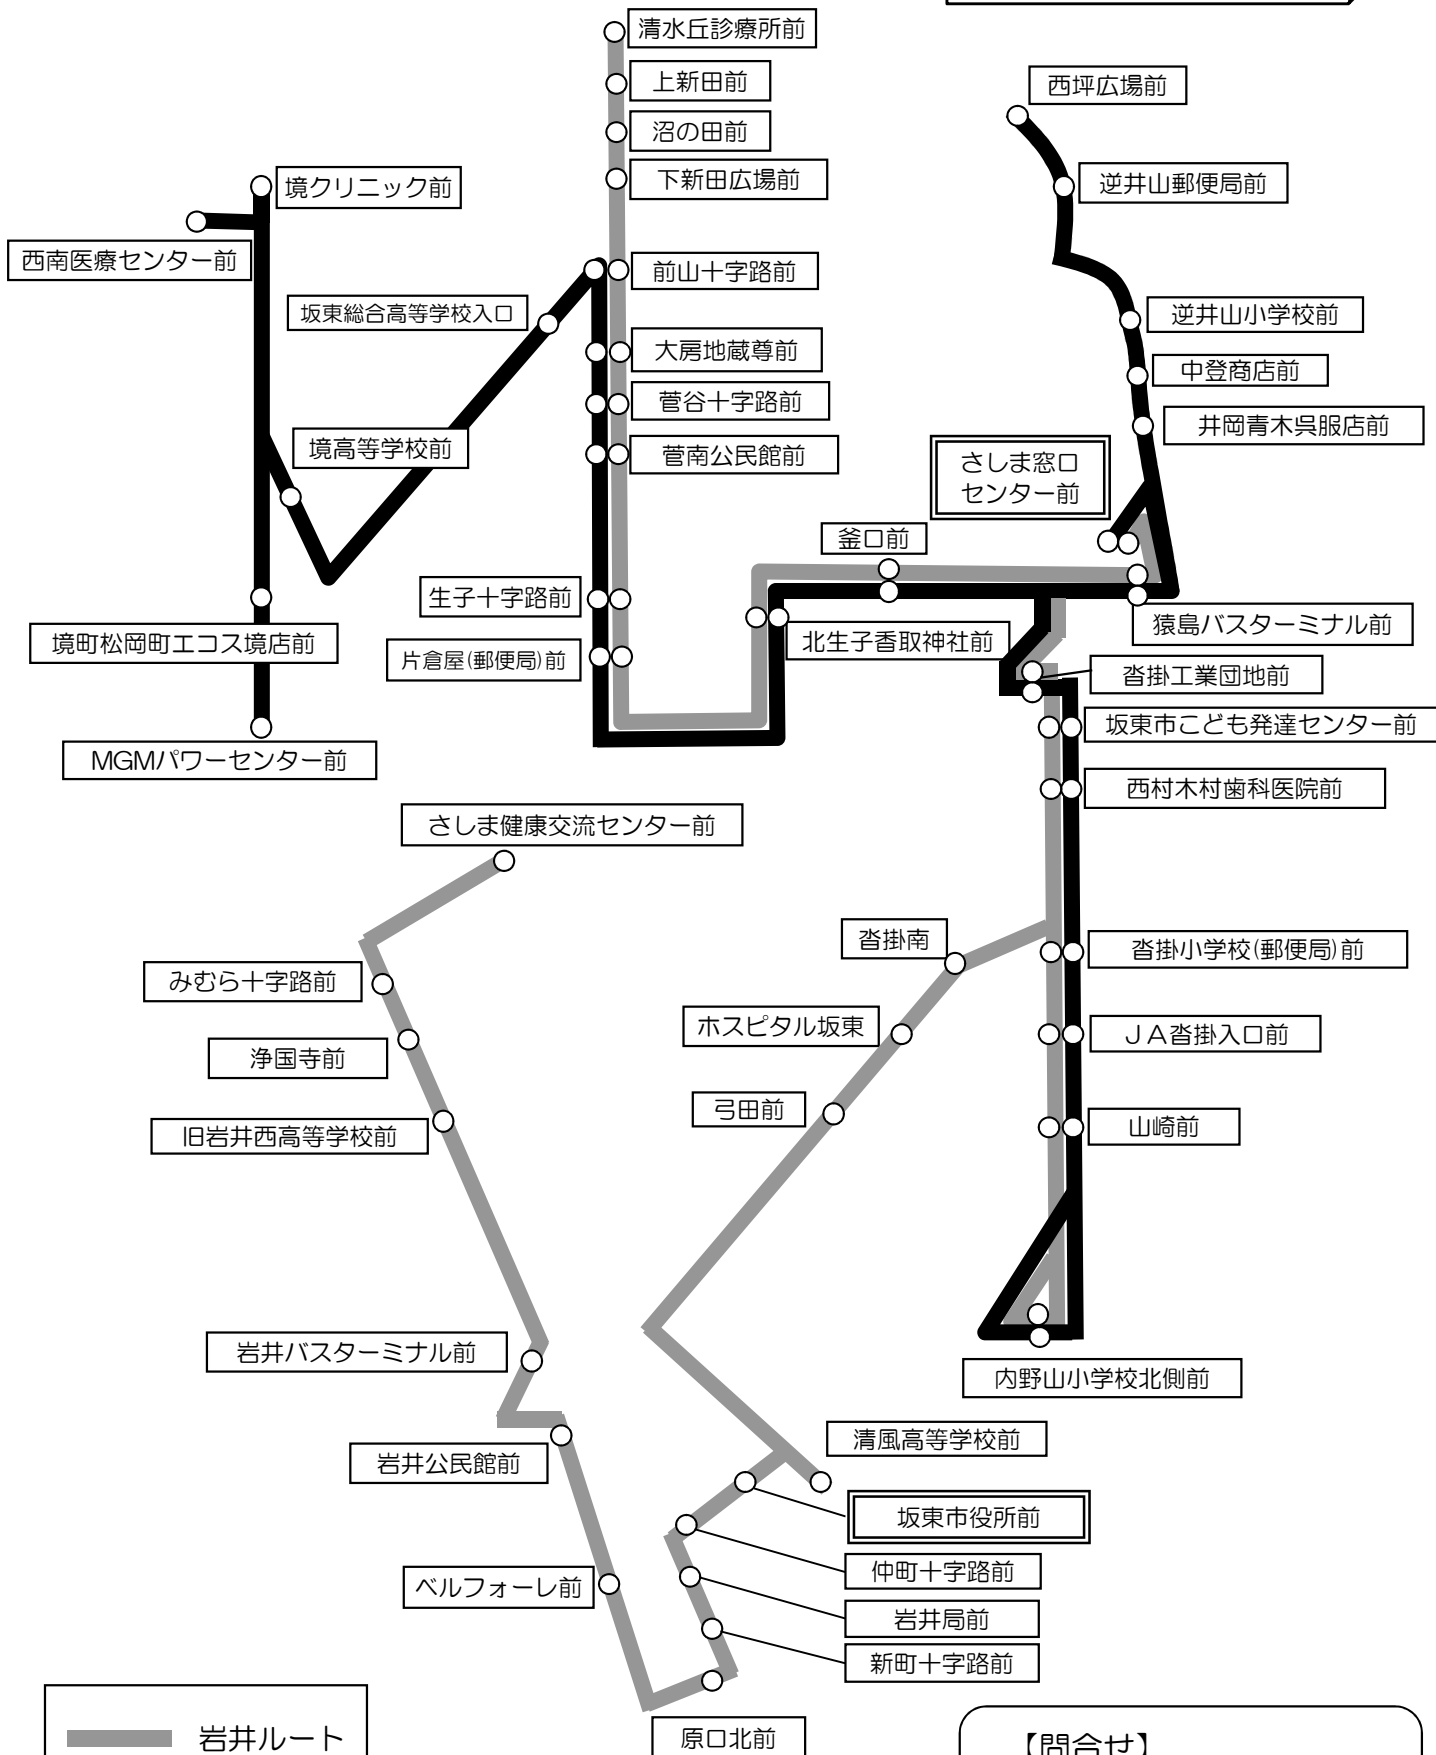 清水丘診療所前
上新田前
西坪広場前
沼の田前
下新田広場前
境クリニック前
逆井山郵便局前
西南医療センター前
前山十字路前
坂東総合高等学校入口
逆井山小学校前
大房地蔵尊前
中登商店前
菅谷十字路前
井岡青木呉服店前
境高等学校前
菅南公民館前
さしま窓口
センター前
釜口前
生子十字路前
猿島バスターミナル前
境町松岡町エコス境店前
北生子香取神社前
片倉屋(郵便局)前
沓掛工業団地前
坂東市こども発達センター前
MGMパワーセンター前
西村木村歯科医院前
さしま健康交流センター前
沓掛南
沓掛小学校(郵便局)前
みむら十字路前
ホスピタル坂東
JA沓掛入口前
浄国寺前
弓田前
山崎前
旧岩井西高等学校前
岩井バスターミナル前
内野山小学校北側前
清風高等学校前
岩井公民館前
坂東市役所前
仲町十字路前
ベルフォーレ前
岩井局前
新町十字路前
原口北前
岩井ルート
【問合せ】